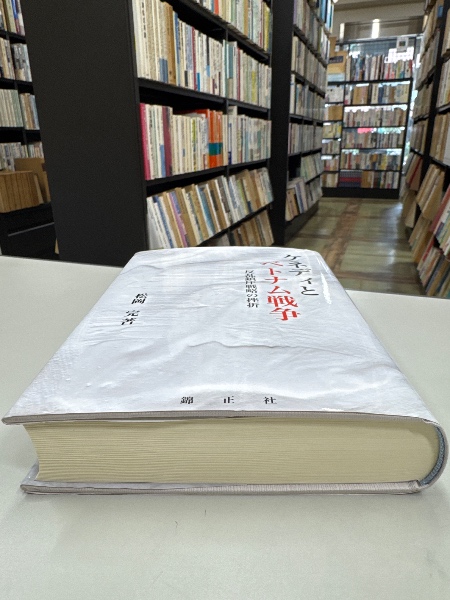 ケネディと
ベトナム戦争
反乱鎮圧戦略の挫折
松岡 完著
錦正社